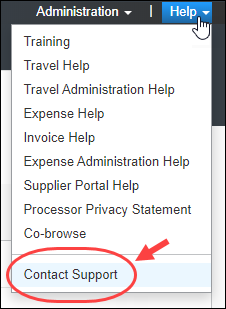 Administration | Help
Training
Travel Help
Travel Administration Help
Expense Help
Invoice Help
Expense Administration Help
Supplier Portal Help
Processor Privacy Statement
Co-browse
Contact Support